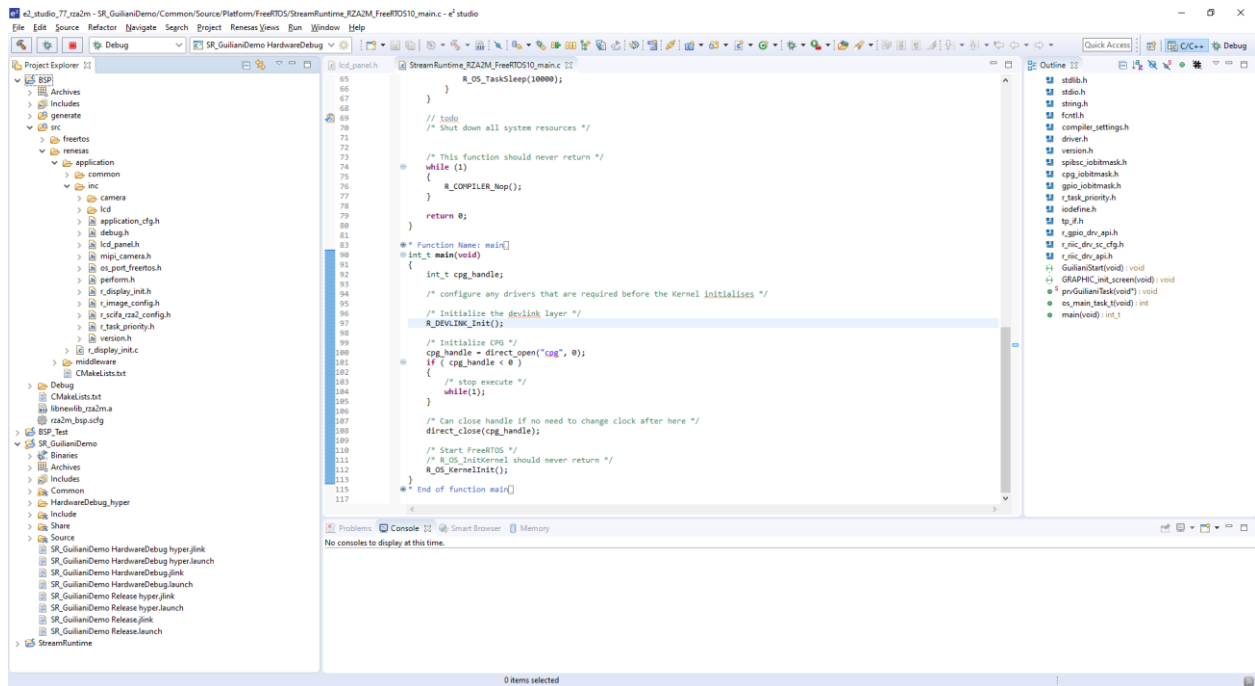 e2_studio_77_rza2m - SR_GuilianiDemo/Common/Source/Platform/FreeRTOS/StreamRuntime_RZA2M_FreeRTOS10_main.c - e² studio
File Edit Source Refactor Navigate Search Project Renesas Views Run Window Help
Debug SR_GuilianiDemo HardwareDebug Quick Access C/C++ Debug
Project Explorer
BSP
Archives
Includes
generate
src
freertos
renesas
application
common
inc
camera
lcd
application_cfg.h
debug.h
lcd_panel.h
mipi_camera.h
os_port_freertos.h
perform.h
r_display_init.h
r_image_config.h
r_scifa_rza2_config.h
r_task_priority.h
version.h
r_display_init.c
middleware
CMakeLists.txt
Debug
CMakeLists.txt
libnewlib_rza2m.a
rza2m_bsp.scfg
BSP_Test
SR_GuilianiDemo
Binaries
Archives
Includes
Common
HardwareDebug_hyper
Include
Share
Source
SR_GuilianiDemo HardwareDebug hyper.jlink
SR_GuilianiDemo HardwareDebug hyper.launch
SR_GuilianiDemo HardwareDebug.jlink
SR_GuilianiDemo HardwareDebug.launch
SR_GuilianiDemo Release hyper.jlink
SR_GuilianiDemo Release hyper.launch
SR_GuilianiDemo Release.jlink
SR_GuilianiDemo Release.launch
StreamRuntime
lcd_panel.h StreamRuntime_RZA2M_FreeRTOS10_main.c
65 R_OS_TaskSleep(10000);
66 }
67 }
68
69 // todo
70 /* Shut down all system resources */
71
72
73 /* This function should never return */
74 while (1)
75 {
76 R_COMPILER_Nop();
77 }
78
79 return 0;
80 }
81
83 * Function Name: main
90 int_t main(void)
91 {
92 int_t cpg_handle;
93
94 /* configure any drivers that are required before the Kernel initialises */
95
96 /* Initialize the devlink layer */
97 R_DEVLINK_Init();
98
99 /* Initialize CPG */
100 cpg_handle = direct_open("cpg", 0);
101 if ( cpg_handle < 0 )
102 {
103 /* stop execute */
104 while(1);
105 }
106
107 /* Can close handle if no need to change clock after here */
108 direct_close(cpg_handle);
109
110 /* Start FreeRTOS */
111 /* R_OS_InitKernel should never return */
112 R_OS_KernelInit();
113 }
115 * End of function main
117
Outline
stdlib.h
stdio.h
string.h
fcntl.h
compiler_settings.h
driver.h
version.h
spibsc_iobitmask.h
cpg_iobitmask.h
gpio_iobitmask.h
r_task_priority.h
iodefine.h
tp_if.h
r_gpio_drv_api.h
r_riic_drv_sc_cfg.h
r_riic_drv_api.h
GuilianiStart(void) : void
GRAPHIC_init_screen(void) : void
prvGuilianiTask(void*) : void
os_main_task_t(void) : int
main(void) : int_t
Problems Console Smart Browser Memory
No consoles to display at this time.
0 items selected